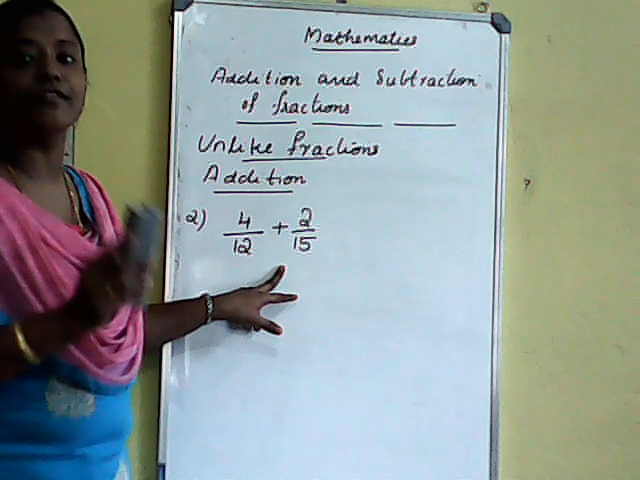 Mathematics
Addition and Subtraction
of fractions
Unlike fractions
Addition
2) 4/12 + 2/15